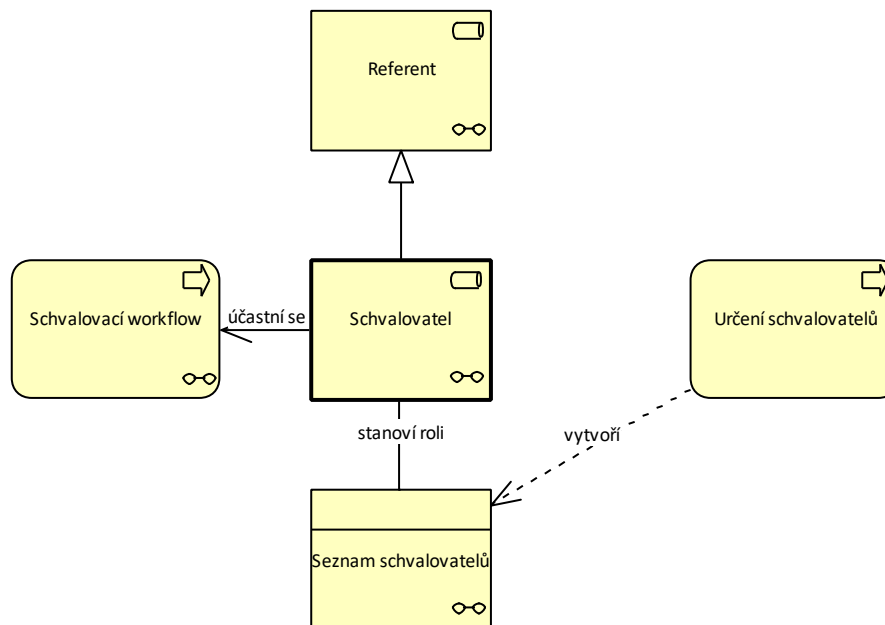 Referent
Schvalovací workflow
účastní se
Schvalovatel
Určení schvalovatelů
stanoví roli
vytvoří
Seznam schvalovatelů